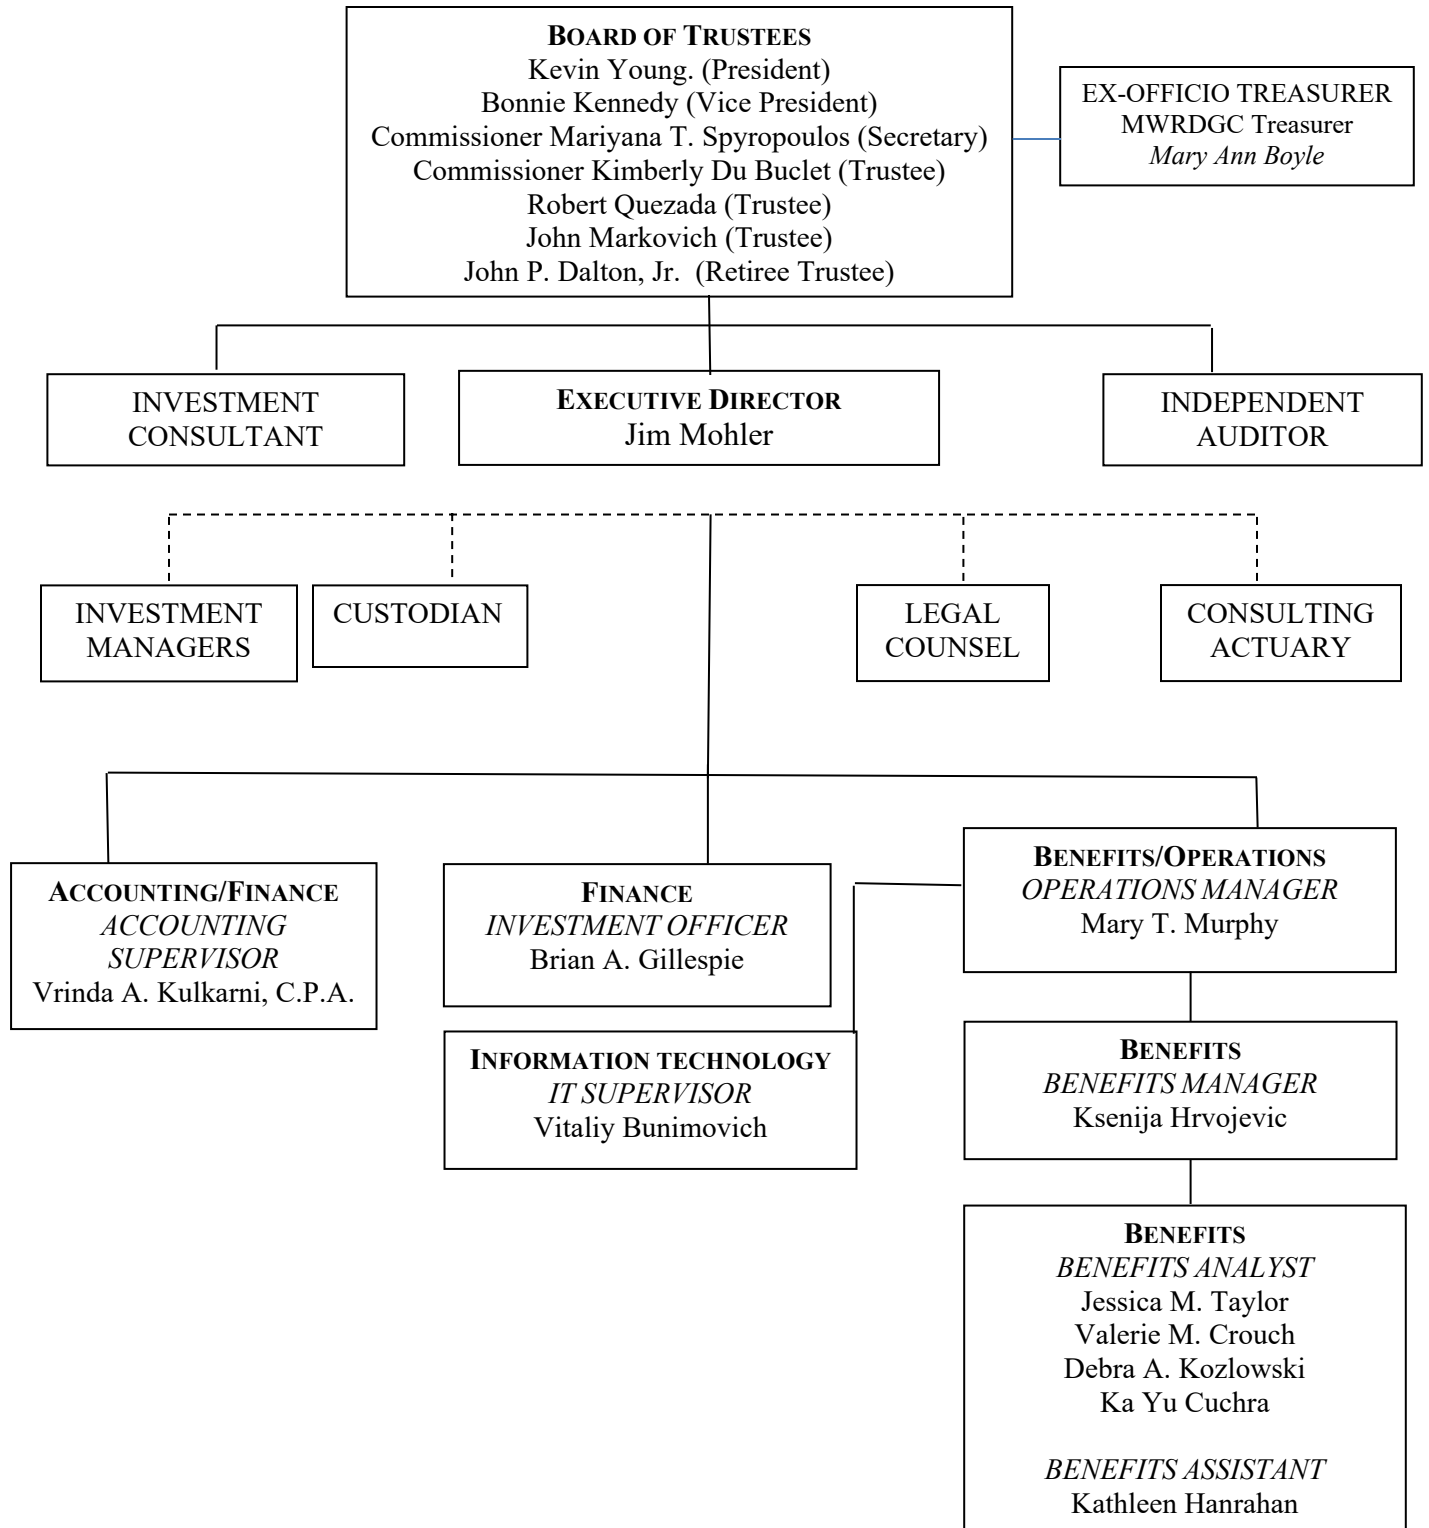 BOARD OF TRUSTEES
Kevin Young. (President)
Bonnie Kennedy (Vice President)
Commissioner Mariyana T. Spyropoulos (Secretary)
Commissioner Kimberly Du Buclet (Trustee)
Robert Quezada (Trustee)
John Markovich (Trustee)
John P. Dalton, Jr. (Retiree Trustee)
EX-OFFICIO TREASURER
MWRDGC Treasurer
Mary Ann Boyle
INVESTMENT
CONSULTANT
EXECUTIVE DIRECTOR
Jim Mohler
INDEPENDENT
AUDITOR
INVESTMENT
MANAGERS
CUSTODIAN
LEGAL
COUNSEL
CONSULTING
ACTUARY
ACCOUNTING/FINANCE
ACCOUNTING
SUPERVISOR
Vrinda A. Kulkarni, C.P.A.
FINANCE
INVESTMENT OFFICER
Brian A. Gillespie
BENEFITS/OPERATIONS
OPERATIONS MANAGER
Mary T. Murphy
INFORMATION TECHNOLOGY
IT SUPERVISOR
Vitaliy Bunimovich
BENEFITS
BENEFITS MANAGER
Ksenija Hrvojevic
BENEFITS
BENEFITS ANALYST
Jessica M. Taylor
Valerie M. Crouch
Debra A. Kozlowski
Ka Yu Cuchra
BENEFITS ASSISTANT
Kathleen Hanrahan